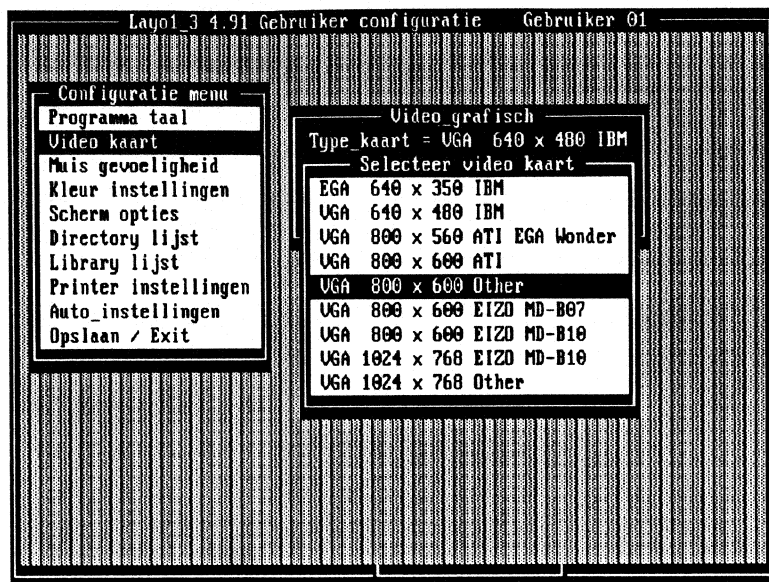 Layo1_3 4.91 Gebruiker configuratie Gebruiker 01
Configuratie menu
Programma taal
Video kaart
Muis gevoeligheid
Kleur instellingen
Scherm opties
Directory lijst
Library lijst
Printer instellingen
Auto_instellingen
Opslaan / Exit
Video_grafisch
Type_kaart = VGA 640 x 480 IBM
Selecteer video kaart
EGA 640 x 350 IBM
VGA 640 x 480 IBM
VGA 800 x 560 ATI EGA Wonder
VGA 800 x 600 ATI
VGA 800 x 600 Other
VGA 800 x 600 EIZO MD-B07
VGA 800 x 600 EIZO MD-B10
VGA 1024 x 768 EIZO MD-B10
VGA 1024 x 768 Other